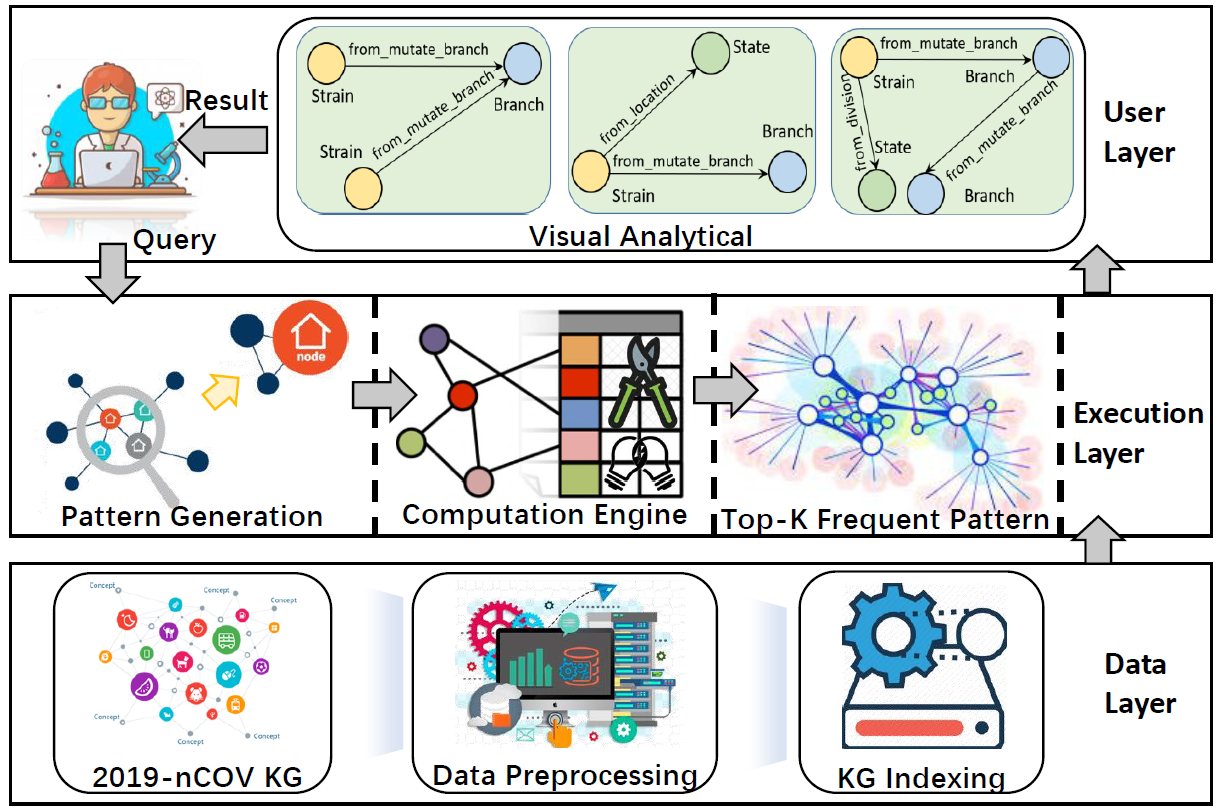 from_mutate_branch
Strain
Branch
from_mutate_branch
Strain
State
from_location
Branch
from_mutate_branch
Strain
from_mutate_branch
Strain
Branch
from_division
State
from_mutate_branch
Branch
Result
User
Layer
Query
Visual Analytical
node
Pattern Generation
Computation Engine
Top-K Frequent Pattern
Execution
Layer
Concept
Concept
Concept
Concept
Concept
Concept
2019-nCOV KG
Data Preprocessing
KG Indexing
Data
Layer